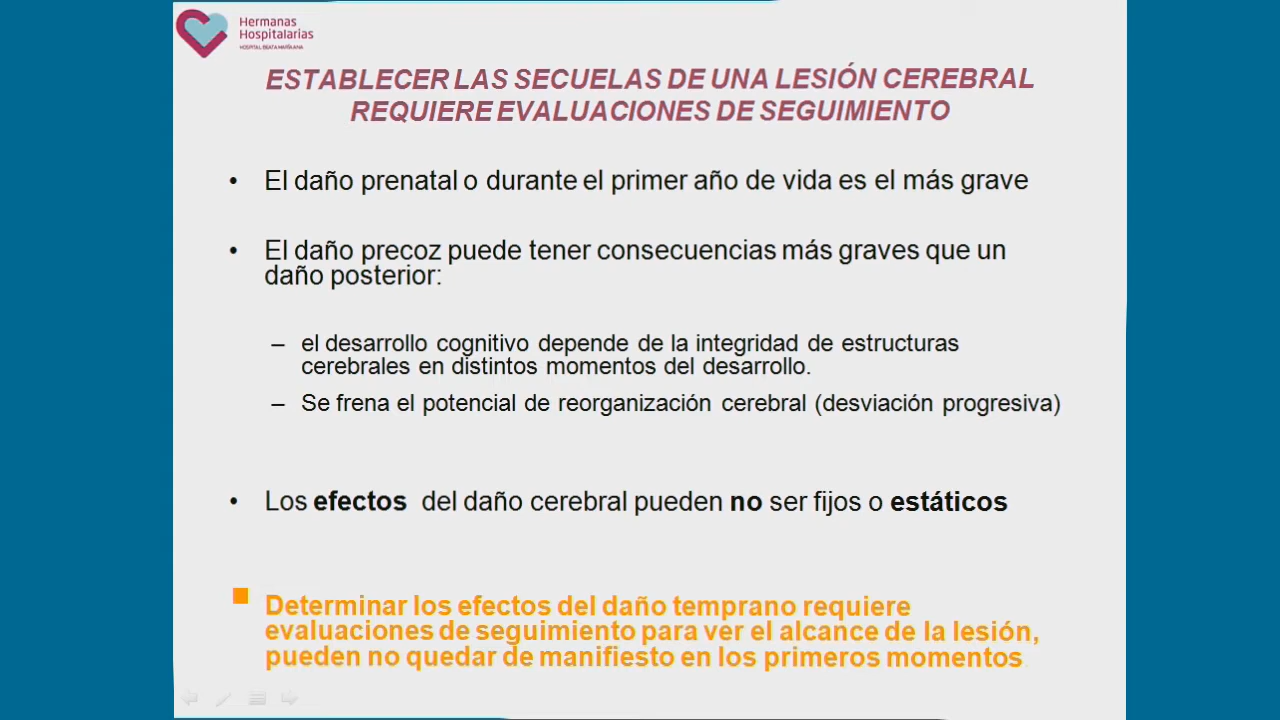 Hermanas
Hospitalarias
HOSPITAL BEATA MARÍA ANA
ESTABLECER LAS SECUELAS DE UNA LESIÓN CEREBRAL
REQUIERE EVALUACIONES DE SEGUIMIENTO
• El daño prenatal o durante el primer año de vida es el más grave
• El daño precoz puede tener consecuencias más graves que un
daño posterior:
– el desarrollo cognitivo depende de la integridad de estructuras
cerebrales en distintos momentos del desarrollo.
– Se frena el potencial de reorganización cerebral (desviación progresiva)
• Los efectos del daño cerebral pueden no ser fijos o estáticos
Determinar los efectos del daño temprano requiere
evaluaciones de seguimiento para ver el alcance de la lesión,
pueden no quedar de manifiesto en los primeros momentos.